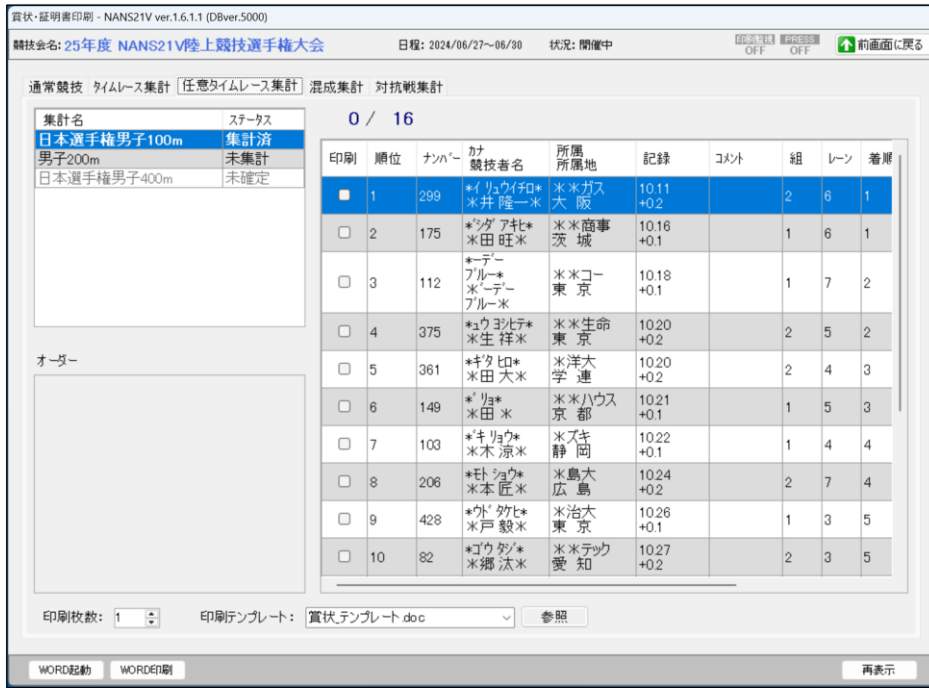 賞状・証明書印刷 - NANS21V ver.1.6.1.1 (DBver.5000)
競技会名: 25年度 NANS21V陸上競技選手権大会 日程: 2024/06/27～06/30 状況: 開催中 印刷監視 OFF PRESS OFF 前画面に戻る
通常競技 タイムレース集計 任意タイムレース集計 混成集計 対抗戦集計
集計名 ステータス
日本選手権男子100m 集計済
男子200m 未集計
日本選手権男子400m 未確定
オーダー
0 / 16
印刷 順位 ナンバー カナ 競技者名 所属 所属地 記録 コメント 組 レーン 着順
1 299 *イ リュウイチロ* ※井 隆一※ ※※ガス 大 阪 10.11 +0.2 2 6 1
2 175 *シダ アキヒ* ※田 旺※ ※※商事 茨 城 10.16 +0.1 1 6 1
3 112 *ーデー ブルー* ※ーデー ブルー※ ※※コー 東 京 10.18 +0.1 1 7 2
4 375 *ュウ ヨシヒデ* ※生 祥※ ※※生命 東 京 10.20 +0.2 2 5 2
5 361 *ギタ ヒロ* ※田 大※ ※洋大 学 連 10.20 +0.2 2 4 3
6 149 *゛リョ* ※田 ※ ※※ハウス 京 都 10.21 +0.1 1 5 3
7 103 *゛キ リョウ* ※木 涼※ ※ズキ 静 岡 10.22 +0.1 1 4 4
8 206 *モト ショウ* ※本 匠※ ※島大 広 島 10.24 +0.2 2 7 4
9 428 *ウド タケヒ* ※戸 毅※ ※治大 東 京 10.26 +0.1 1 3 5
10 82 *ゴウ タジ* ※郷 汰※ ※※テック 愛 知 10.27 +0.2 2 3 5
印刷枚数: 1 印刷テンプレート: 賞状_テンプレート.doc 参照
WORD起動 WORD印刷 再表示